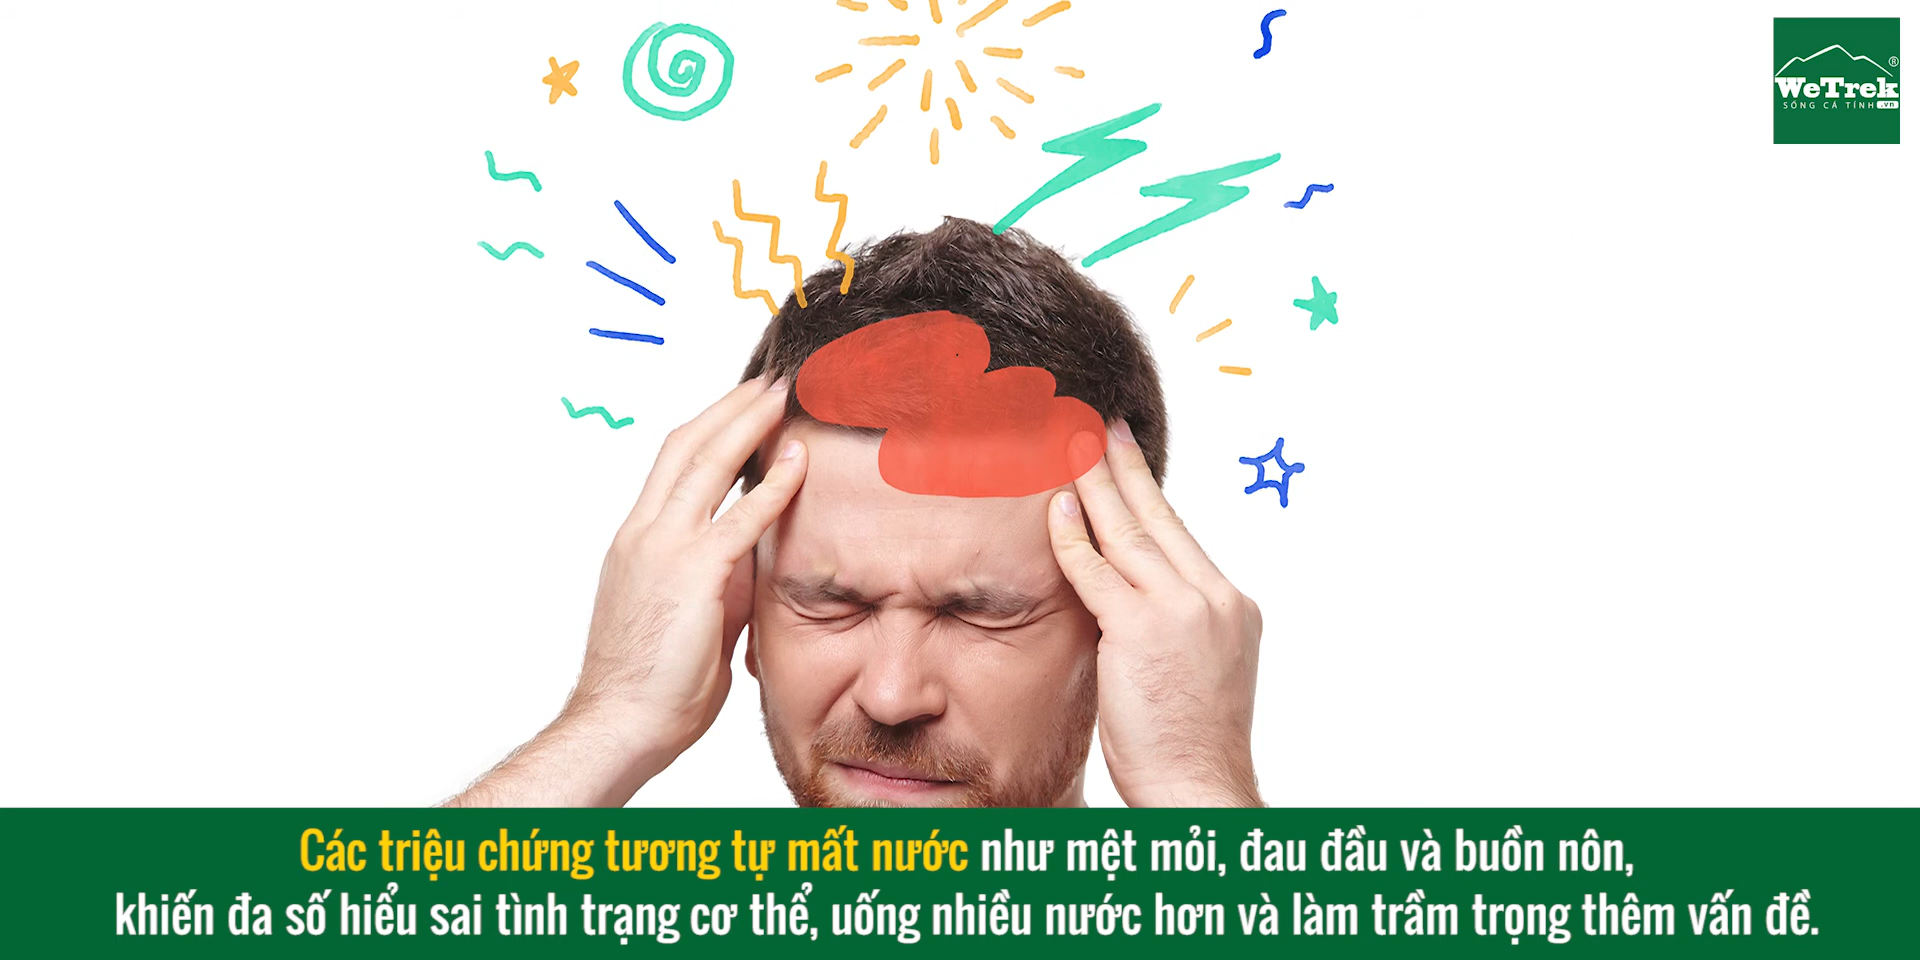 WeTrek®
SỐNG CÁ TÍNH .vn
Các triệu chứng tương tự mất nước như mệt mỏi, đau đầu và buồn nôn,
khiến đa số hiểu sai tình trạng cơ thể, uống nhiều nước hơn và làm trầm trọng thêm vấn đề.